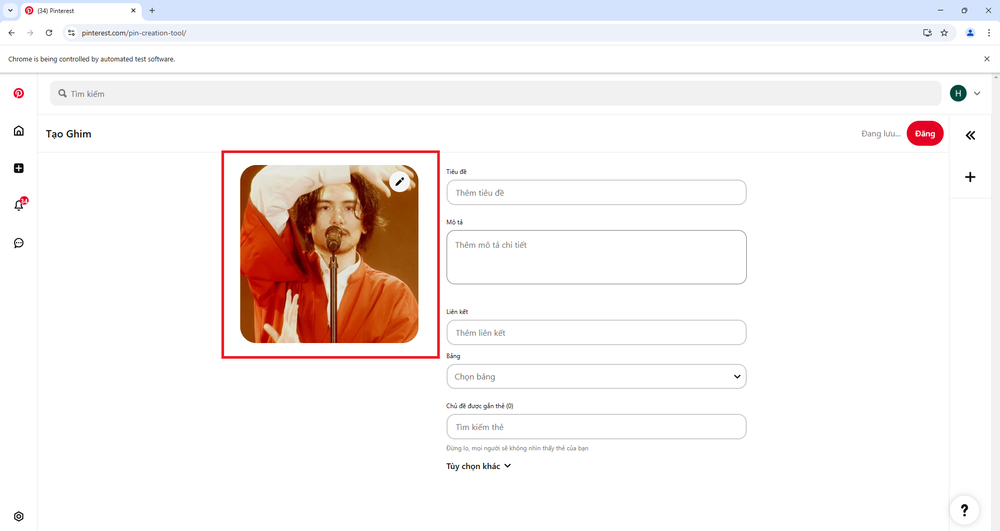 (34) Pinterest
pinterest.com/pin-creation-tool/
Chrome is being controlled by automated test software.
Tìm kiếm
H
Tạo Ghim
Đang lưu...
Đăng
34
Tiêu đề
Thêm tiêu đề
Mô tả
Thêm mô tả chi tiết
Liên kết
Thêm liên kết
Bảng
Chọn bảng
Chủ đề được gắn thẻ (0)
Tìm kiếm thẻ
Đừng lo, mọi người sẽ không nhìn thấy thẻ của bạn
Tùy chọn khác
?